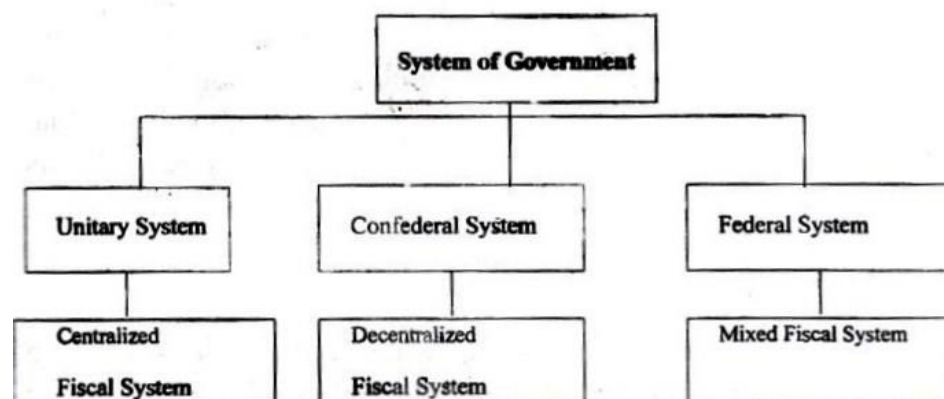 System of Government
Unitary System
Confederal System
Federal System
Centralized
Fiscal System
Decentralized
Fiscal System
Mixed Fiscal System